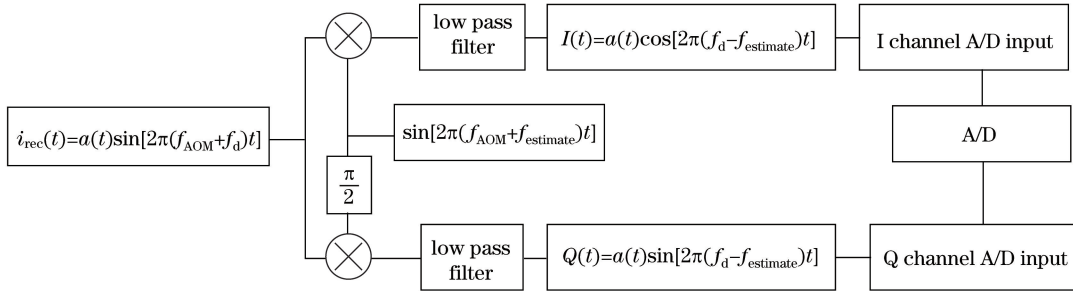 i_rec(t)=a(t)sin[2π(f_AOM+f_d)t]
low pass
filter
I(t)=a(t)cos[2π(f_d−f_estimate)t]
I channel A/D input
sin[2π(f_AOM+f_estimate)t]
A/D
π
2
low pass
filter
Q(t)=a(t)sin[2π(f_d−f_estimate)t]
Q channel A/D input